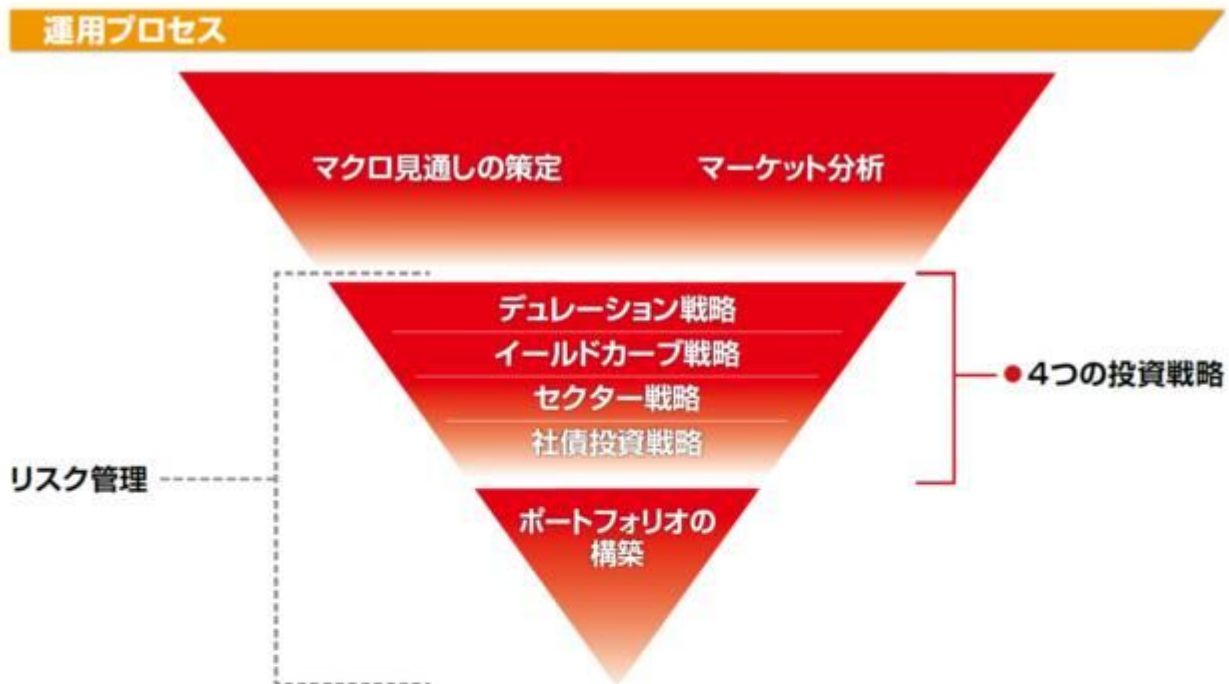 運用プロセス
マクロ見通しの策定
マーケット分析
デュレーション戦略
イールドカーブ戦略
セクター戦略
社債投資戦略
●4つの投資戦略
リスク管理
ポートフォリオの
構築